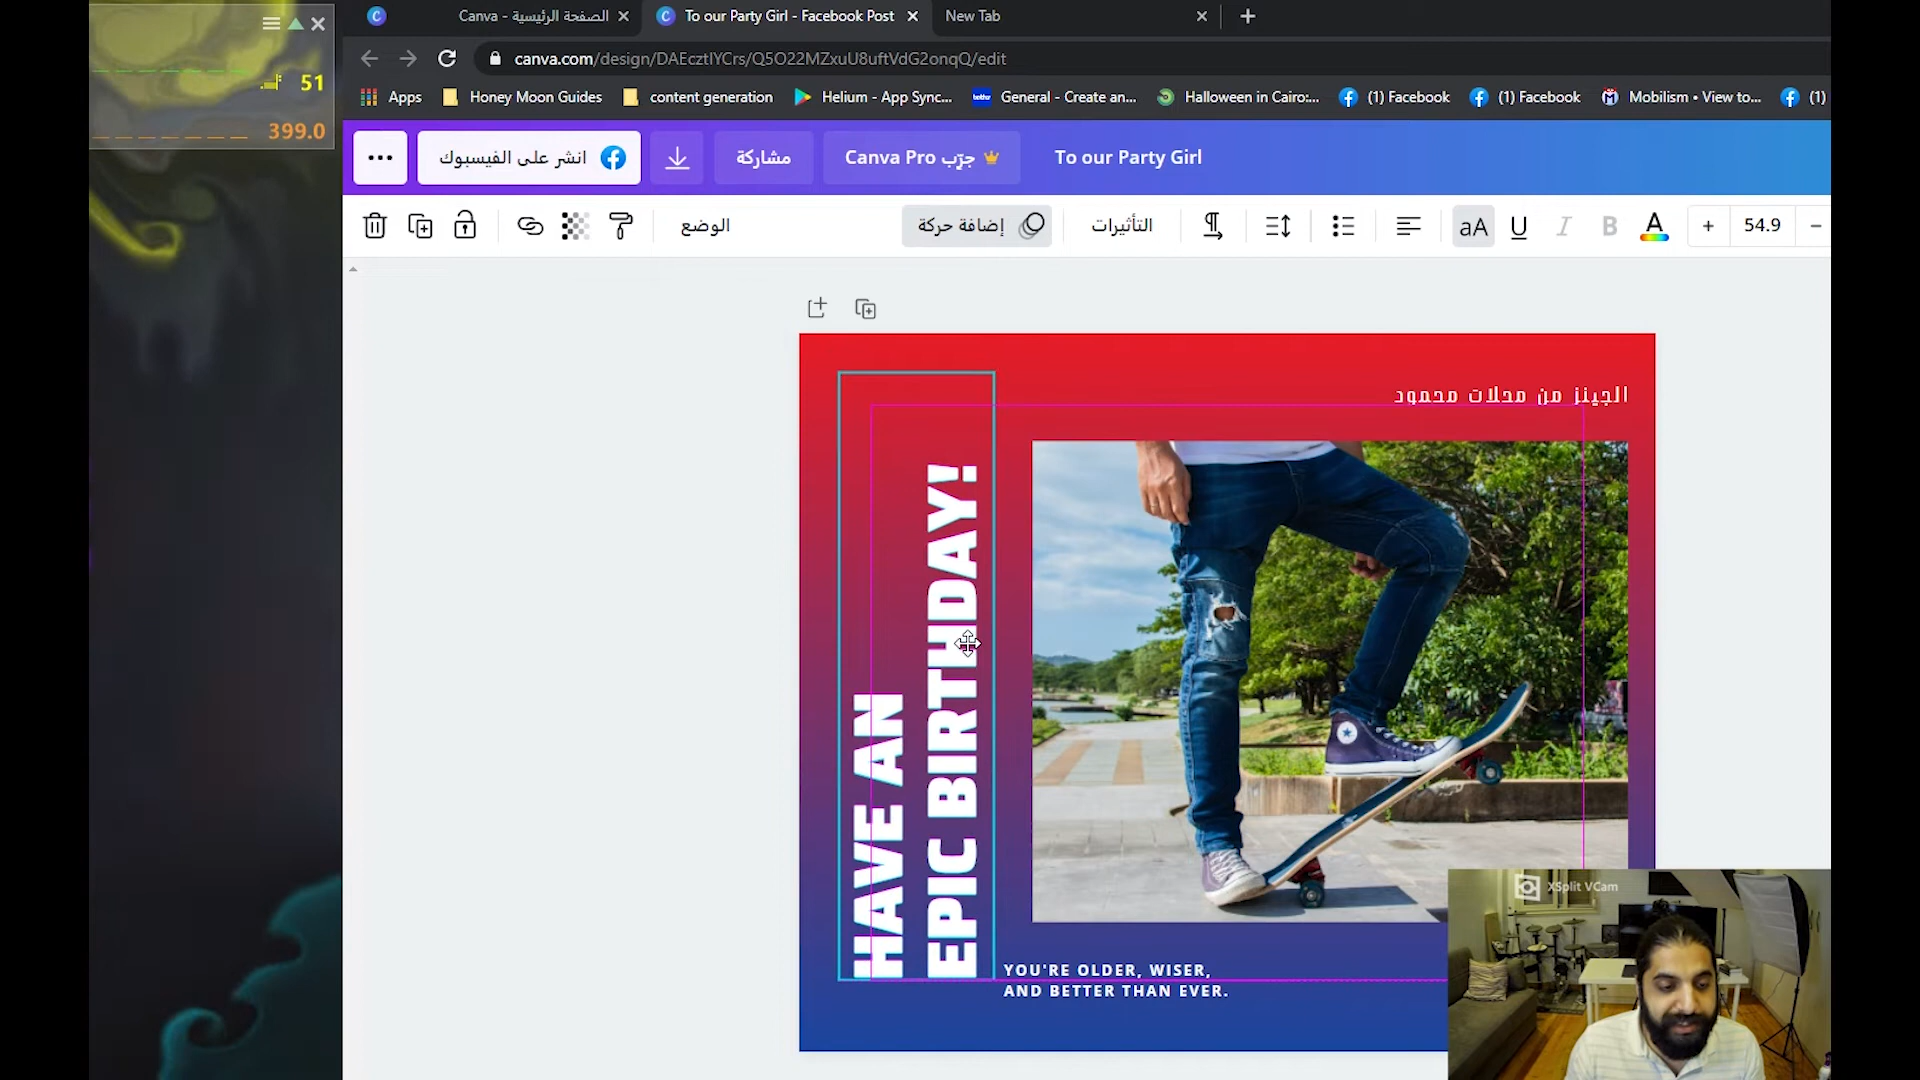 51
399.0
Canva - الصفحة الرئيسية
To our Party Girl - Facebook Post
New Tab
canva.com/design/DAEcztIYCrs/Q5O22MZxuU8uftVdG2onqQ/edit
Apps
Honey Moon Guides
content generation
Helium - App Sync...
General - Create an...
Halloween in Cairo:...
(1) Facebook
(1) Facebook
Mobilism • View to...
(1)
انشر على الفيسبوك
مشاركة
جرّب Canva Pro
To our Party Girl
الوضع
إضافة حركة
التأثيرات
aA
U
I
B
A
+
54.9
–
الجينز من محلات محمود
HAVE AN
EPIC BIRTHDAY!
YOU'RE OLDER, WISER,
AND BETTER THAN EVER.
XSplit VCam